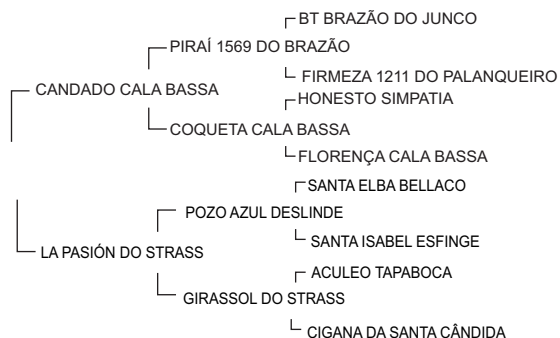 BT BRAZÃO DO JUNCO
PIRAÍ 1569 DO BRAZÃO
FIRMEZA 1211 DO PALANQUEIRO
CANDADO CALA BASSA
HONESTO SIMPATIA
COQUETA CALA BASSA
FLORENÇA CALA BASSA
SANTA ELBA BELLACO
POZO AZUL DESLINDE
SANTA ISABEL ESFINGE
LA PASIÓN DO STRASS
ACULEO TAPABOCA
GIRASSOL DO STRASS
CIGANA DA SANTA CÂNDIDA